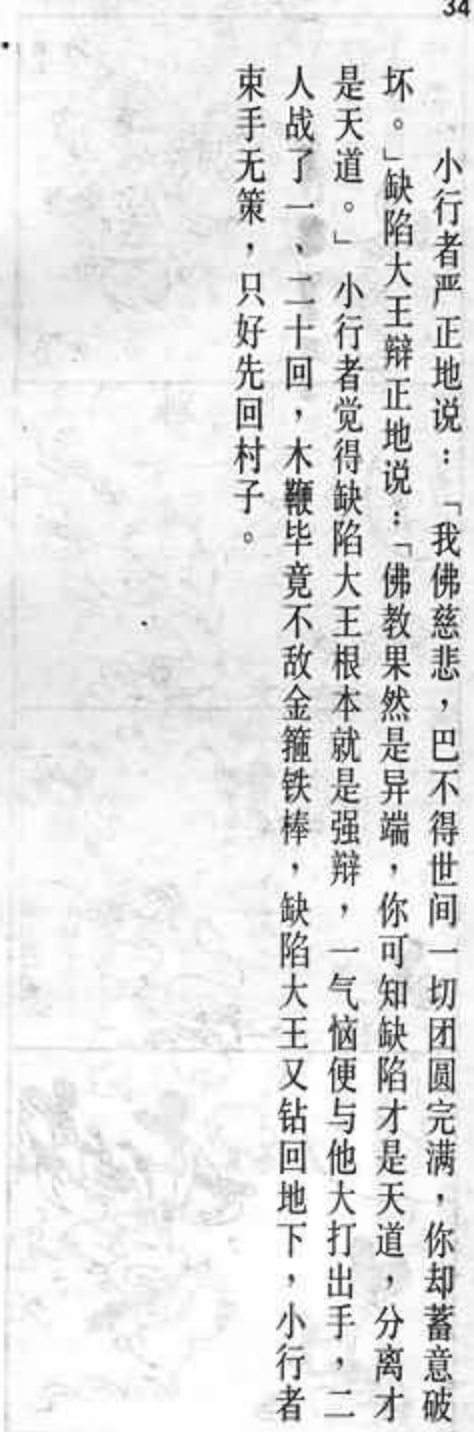 34
小行者严正地说：「我佛慈悲，巴不得世间一切团圆完满，你却蓄意破
坏。」缺陷大王辩正地说：「佛教果然是异端，你可知缺陷才是天道，分离才
是天道。」小行者觉得缺陷大王根本就是强辩，一气恼便与他大打出手，二
人战了一、二十回，木鞭毕竟不敌金箍铁棒，缺陷大王又钻回地下，小行者
束手无策，只好先回村子。